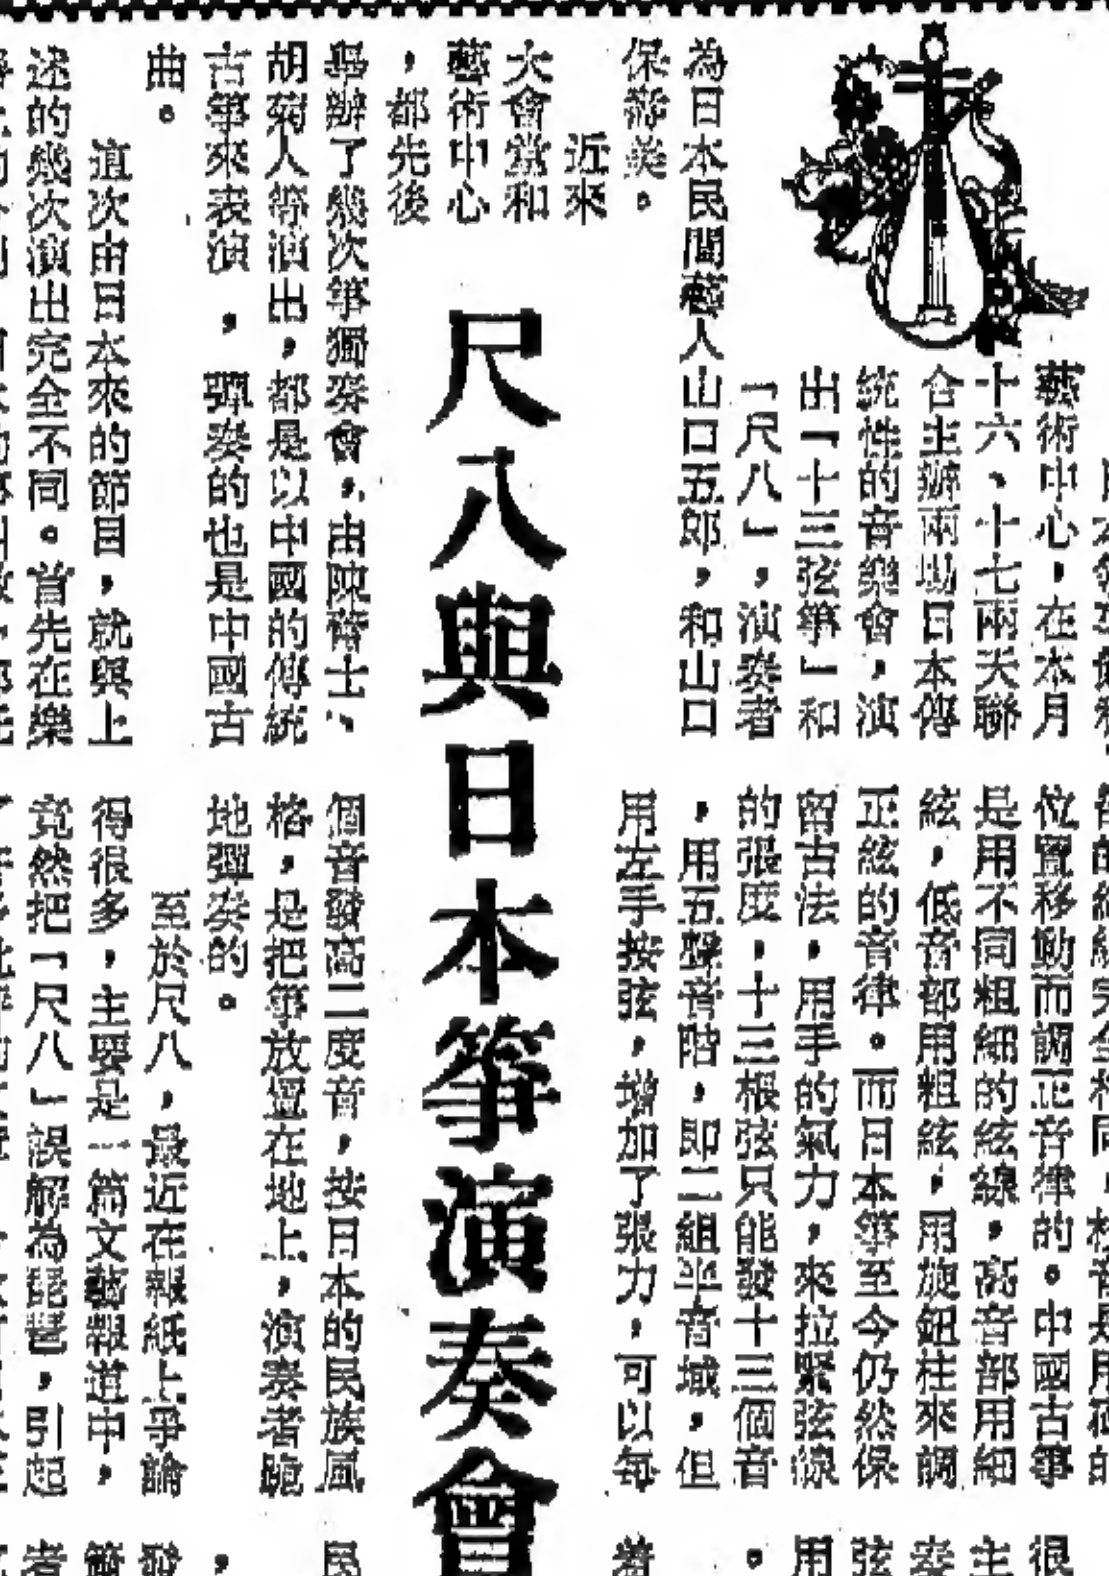 尺八與日本箏演奏會
藝術中心,在本月
十六、十七兩天聯
合主辦兩場日本傳
統性的音樂會,演
出「十三弦箏」和
「尺八」,演奏者
為日本民間藝人山口五郎,和山口
保壽美。
近來
大會堂和
藝術中心
,都先後
舉辦了幾次箏獨奏會,由陳蕾士、
胡菊人等演出,都是以中國的傳統
古箏來表演,彈奏的也是中國古
曲。
這次由日本來的節目,就與上
述的幾次演出完全不同。首先在樂
位置移動而調正音律的。中國古箏
是用不同粗細的絃線,高音部用細
絃,低音部用粗絃,用旋鈕柱來調
正絃的音律。而日本箏至今仍然保
留古法,用手的氣力,來拉緊弦線
的張度,十三根弦只能發十三個音
,用五聲音階,即二組半音域,但
用左手按弦,增加了張力,可以每
個音發高二度音,按日本的民族風
格,是把箏放置在地上,演奏者跪
地彈奏的。
至於尺八,最近在報紙上爭論
得很多,主要是一篇文藝報道中,
竟然把「尺八」誤解為琵琶,引起
很
主
奏
弦
用
。